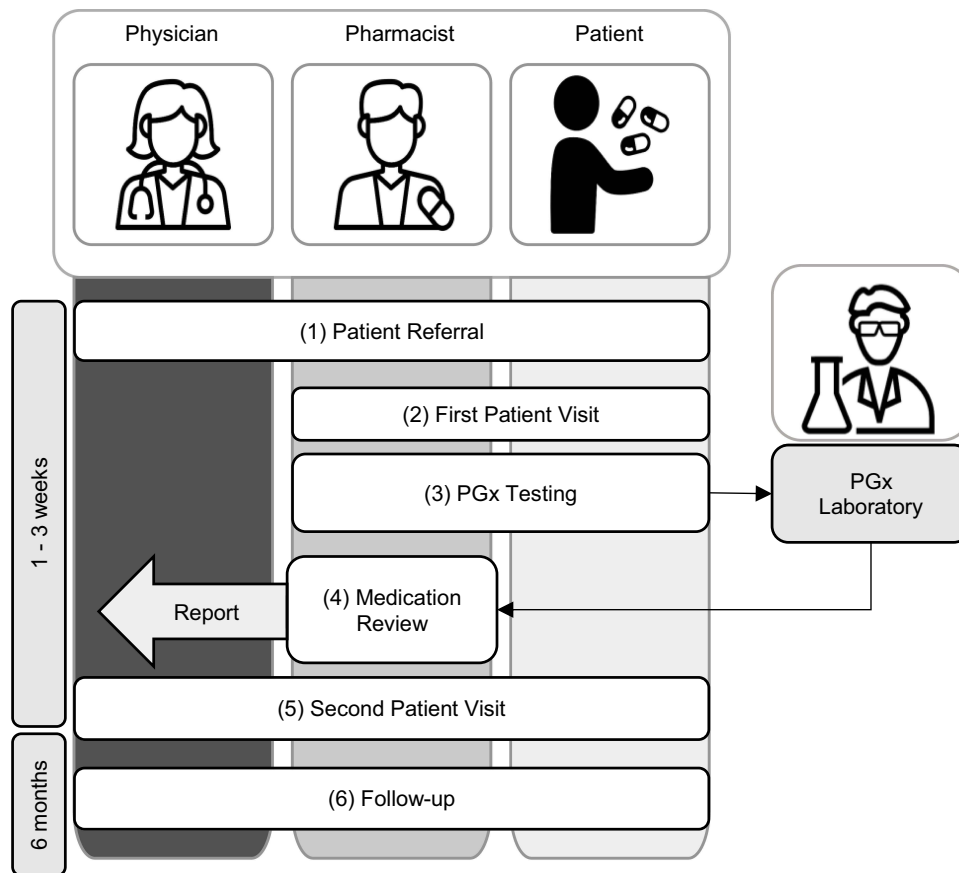 Physician
Pharmacist
Patient
(1) Patient Referral
(2) First Patient Visit
(3) PGx Testing
PGx
Laboratory
1 - 3 weeks
(4) Medication
Review
Report
(5) Second Patient Visit
(6) Follow-up
6 months